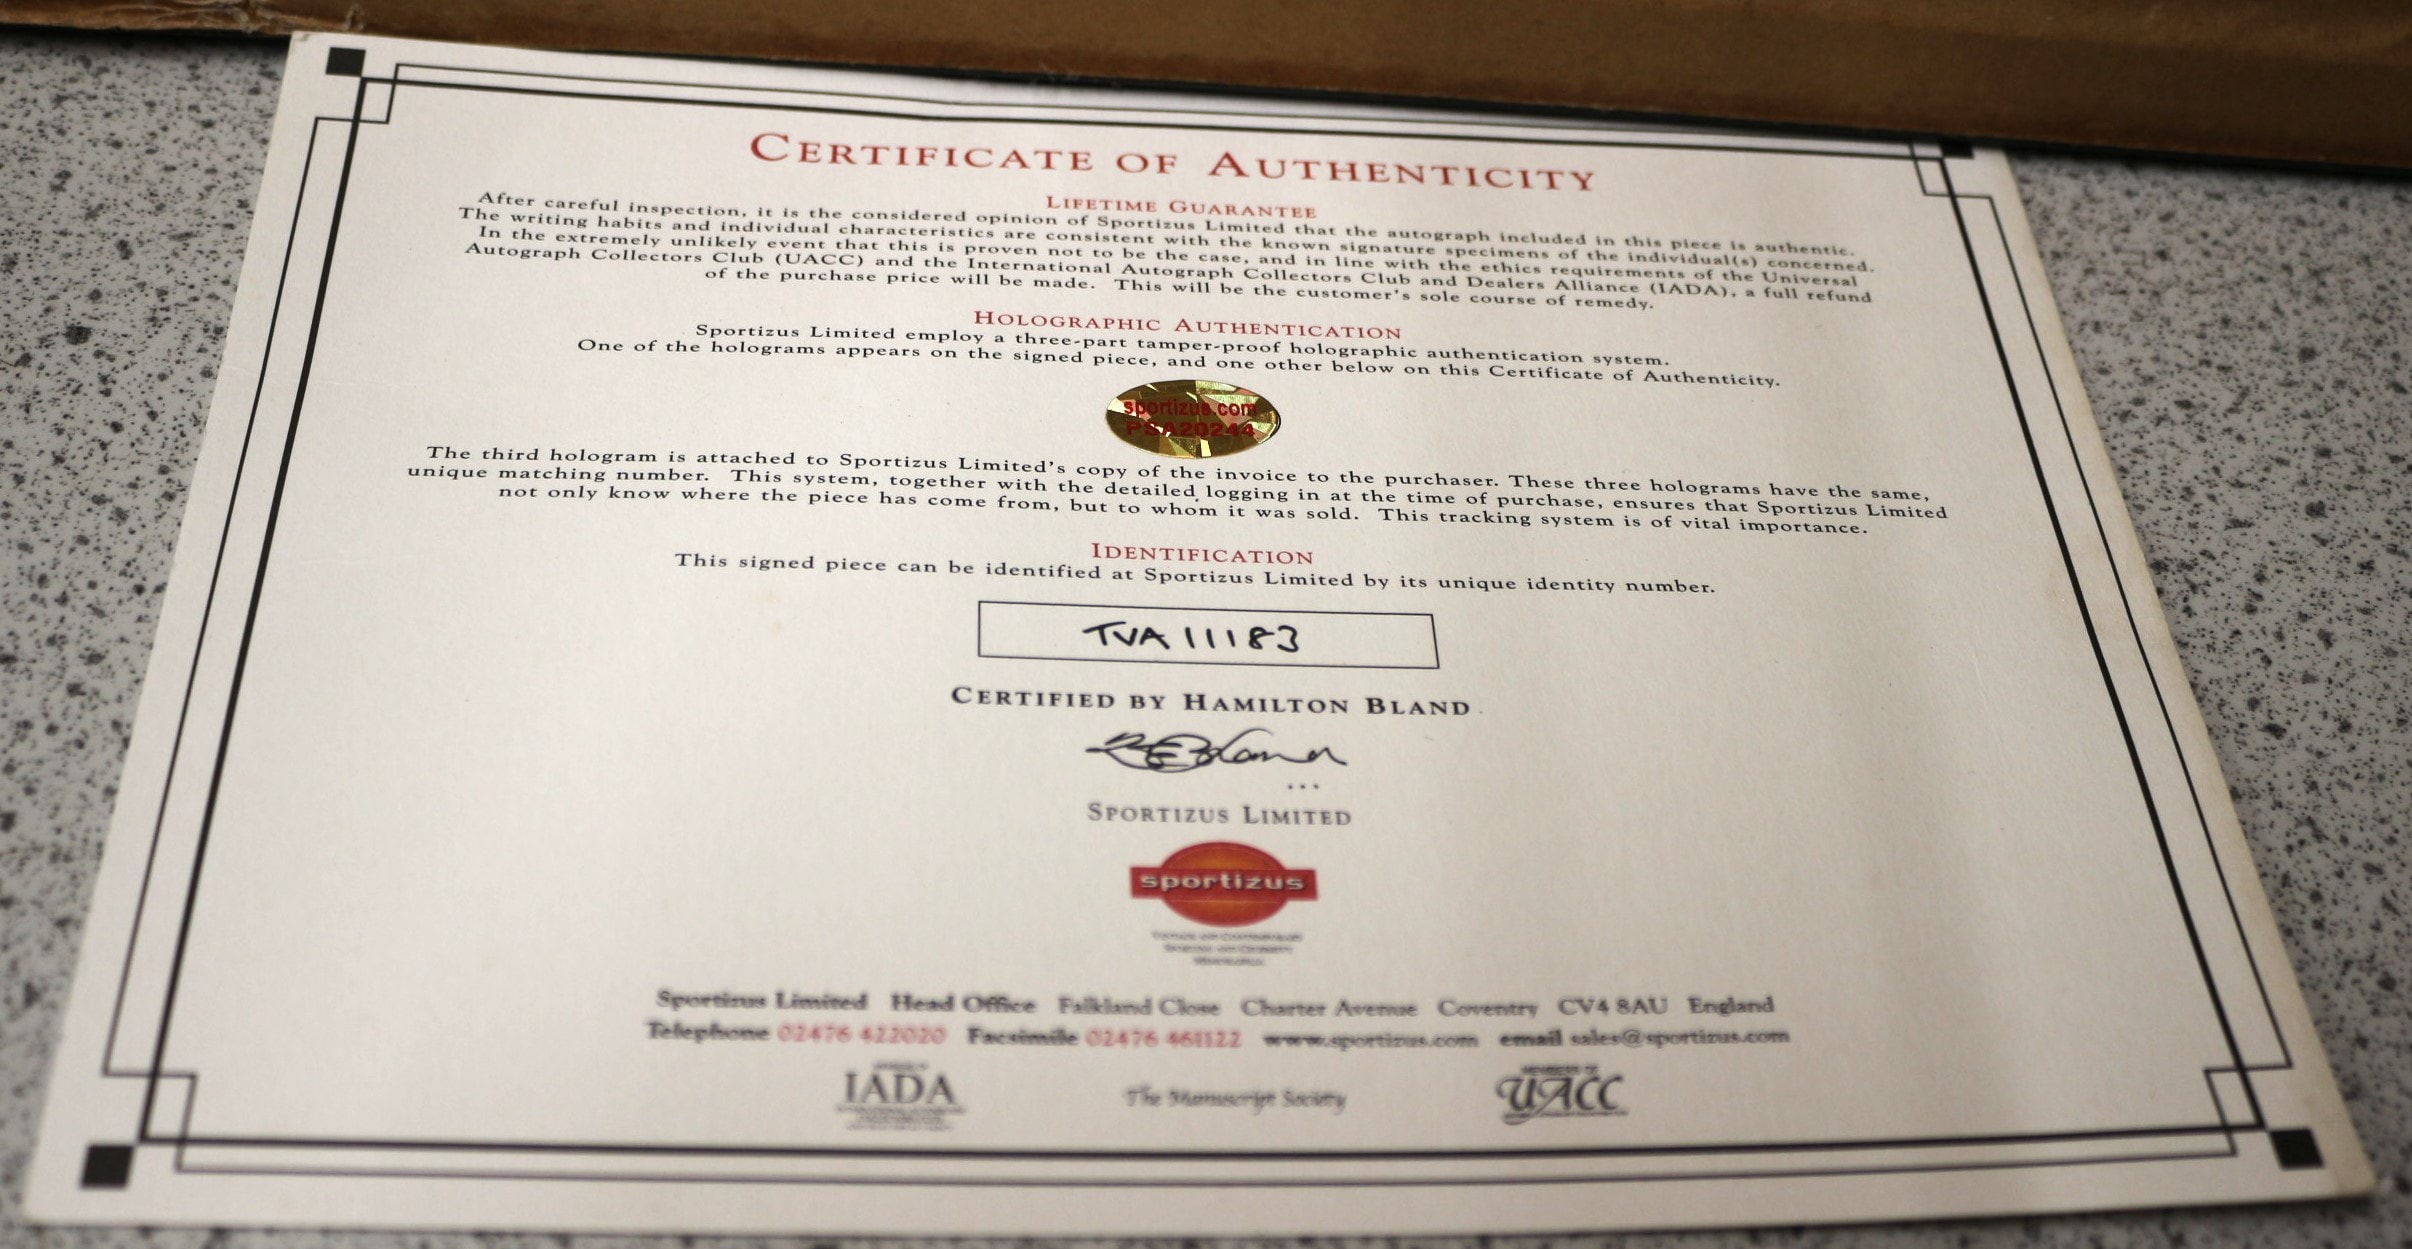 CERTIFICATE OF AUTHENTICITY
LIFETIME GUARANTEE
After careful inspection, it is the considered opinion of Sportizus Limited that the autograph included in this piece is authentic.
The writing habits and individual characteristics are consistent with the known signature specimens of the individual(s) concerned.
In the extremely unlikely event that this is proven not to be the case, and in line with the ethics requirements of the Universal
Autograph Collectors Club (UACC) and the International Autograph Collectors Club and Dealers Alliance (IADA), a full refund
of the purchase price will be made. This will be the customer's sole course of remedy.
HOLOGRAPHIC AUTHENTICATION
Sportizus Limited employ a three-part tamper-proof holographic authentication system.
One of the holograms appears on the signed piece, and one other below on this Certificate of Authenticity.
sportizus.com
PSA20244
The third hologram is attached to Sportizus Limited's copy of the invoice to the purchaser. These three holograms have the same,
unique matching number. This system, together with the detailed logging in at the time of purchase, ensures that Sportizus Limited
not only know where the piece has come from, but to whom it was sold. This tracking system is of vital importance.
IDENTIFICATION
This signed piece can be identified at Sportizus Limited by its unique identity number.
TVA 11183
CERTIFIED BY HAMILTON BLAND
SPORTIZUS LIMITED
sportizus
Sportizus Limited Head Office Falkland Close Charter Avenue Coventry CV4 8AU England
Telephone 02476 422020 Facsimile 02476 461122 www.sportizus.com email sales@sportizus.com
IADA
The Manuscript Society
UACC